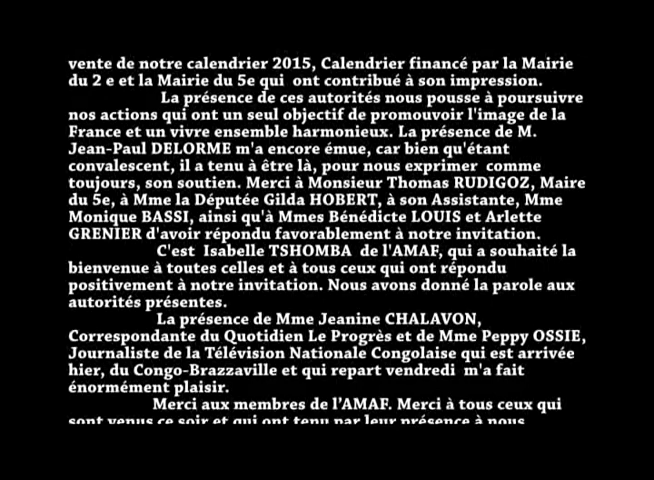 vente de notre calendrier 2015, Calendrier financé par la Mairie
du 2 e et la Mairie du 5e qui ont contribué à son impression.
La présence de ces autorités nous pousse à poursuivre
nos actions qui ont un seul objectif de promouvoir l'image de la
France et un vivre ensemble harmonieux. La présence de M.
Jean-Paul DELORME m'a encore émue, car bien qu'étant
convalescent, il a tenu à être là, pour nous exprimer comme
toujours, son soutien. Merci à Monsieur Thomas RUDIGOZ, Maire
du 5e, à Mme la Députée Gilda HOBERT, à son Assistante, Mme
Monique BASSI, ainsi qu'à Mmes Bénédicte LOUIS et Arlette
GRENIER d'avoir répondu favorablement à notre invitation.
C'est Isabelle TSHOMBA de l'AMAF, qui a souhaité la
bienvenue à toutes celles et à tous ceux qui ont répondu
positivement à notre invitation. Nous avons donné la parole aux
autorités présentes.
La présence de Mme Jeanine CHALAVON,
Correspondante du Quotidien Le Progrès et de Mme Peppy OSSIE,
Journaliste de la Télévision Nationale Congolaise qui est arrivée
hier, du Congo-Brazzaville et qui repart vendredi m'a fait
énormément plaisir.
Merci aux membres de l'AMAF. Merci à tous ceux qui
sont venus ce soir et qui ont tenu par leur présence à nous